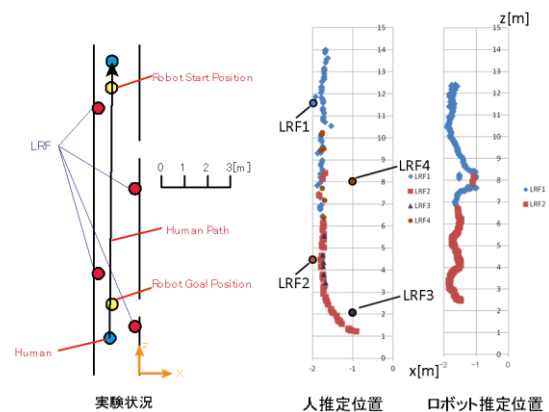 Robot Start Position
LRF
0 1 2 3[m]
Human Path
Robot Goal Position
Human
z
x
実験状況
15
14
13
12
11
10
9
8
7
6
5
4
3
2
1
0
-2 -1 0
LRF1
LRF4
LRF2
LRF3
LRF1
LRF2
LRF3
LRF4
x[m]
人推定位置
z[m]
15
14
13
12
11
10
9
8
7
6
5
4
3
2
1
0
-2 -1 0
LRF1
LRF2
ロボット推定位置